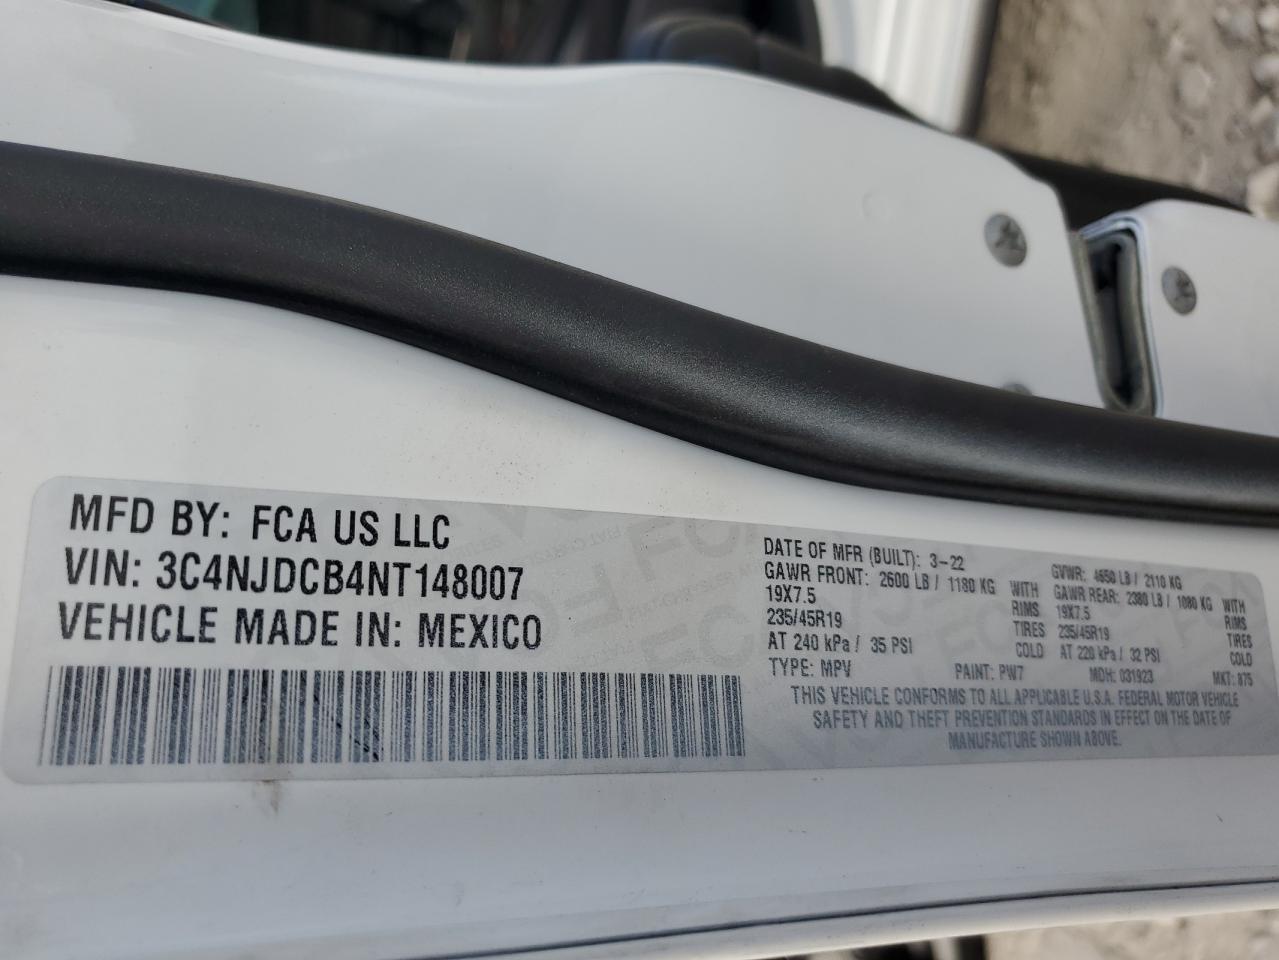 MFD BY: FCA US LLC
VIN: 3C4NJDCB4NT148007
VEHICLE MADE IN: MEXICO
DATE OF MFR (BUILT): 3-22 GVWR: 4650 LB / 2110 KG
GAWR FRONT: 2600 LB / 1180 KG WITH GAWR REAR: 2380 LB / 1080 KG WITH
19X7.5 RIMS 19X7.5 RIMS
235/45R19 TIRES 235/45R19 TIRES
AT 240 kPa / 35 PSI COLD AT 220 kPa / 32 PSI COLD
TYPE: MPV PAINT: PW7 MDH: 031923 MKT: 875
THIS VEHICLE CONFORMS TO ALL APPLICABLE U.S.A. FEDERAL MOTOR VEHICLE
SAFETY AND THEFT PREVENTION STANDARDS IN EFFECT ON THE DATE OF
MANUFACTURE SHOWN ABOVE.